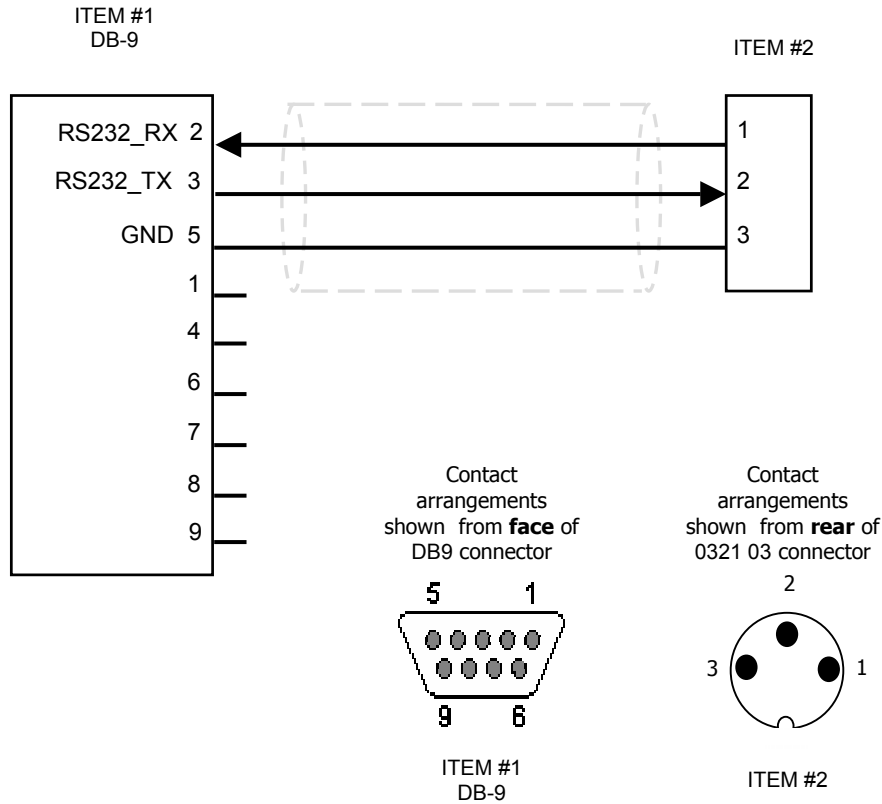 ITEM #1
DB-9
ITEM #2
RS232_RX 2
1
RS232_TX 3
2
GND 5
3
1
4
6
7
8
9
Contact
arrangements
shown from face of
DB9 connector
5 1
9 6
ITEM #1
DB-9
Contact
arrangements
shown from rear of
0321 03 connector
2
3 1
ITEM #2